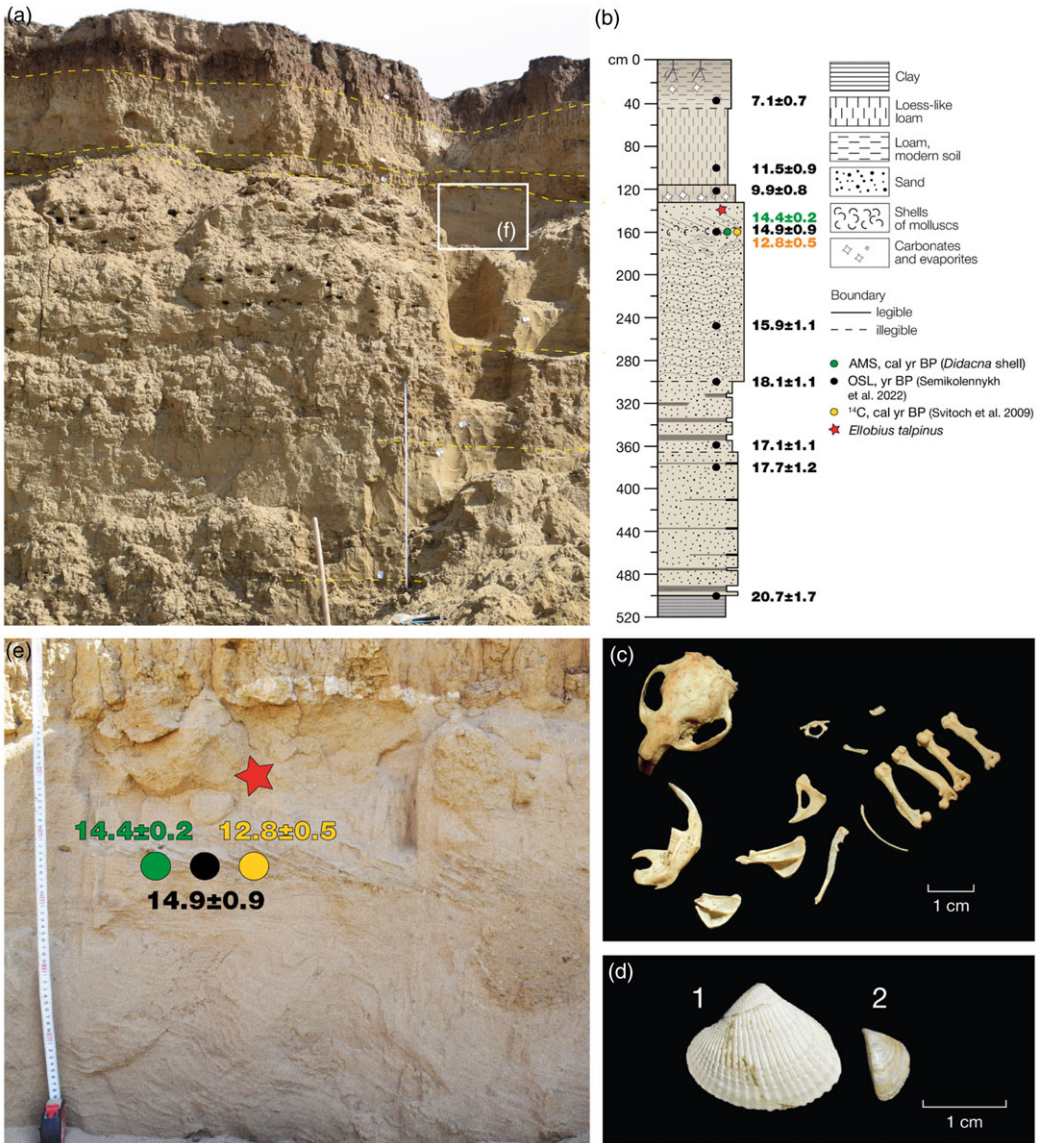 (a)
(f)
(b)
cm 0
40
80
120
160
200
240
280
320
360
400
440
480
520
7.1±0.7
11.5±0.9
9.9±0.8
14.4±0.2
14.9±0.9
12.8±0.5
15.9±1.1
18.1±1.1
17.1±1.1
17.7±1.2
20.7±1.7
Clay
Loess-like
loam
Loam,
modern soil
Sand
Shells
of molluscs
Carbonates
and evaporites
Boundary
legible
illegible
AMS, cal yr BP (Didacna shell)
OSL, yr BP (Semikolennykh
et al. 2022)
¹⁴C, cal yr BP (Svitoch et al. 2009)
Ellobius talpinus
(e)
14.4±0.2 12.8±0.5
14.9±0.9
(c)
1 cm
(d)
1 2
1 cm